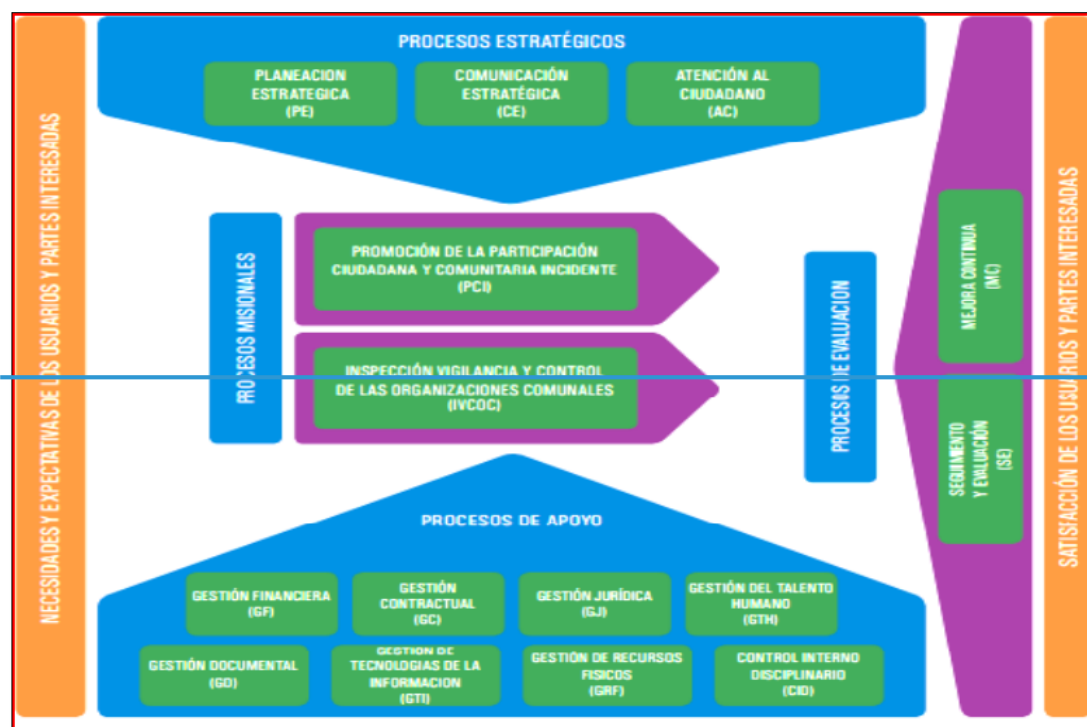 NECESIDADES Y EXPECTATIVAS DE LOS USUARIOS Y PARTES INTERESADAS
PROCESOS ESTRATÉGICOS
PLANEACION
ESTRATEGICA
(PE)
COMUNICACIÓN
ESTRATÉGICA
(CE)
ATENCIÓN AL
CIUDADANO
(AC)
PROCESOS MISIONALES
PROMOCIÓN DE LA PARTICIPACIÓN
CIUDADANA Y COMUNITARIA INCIDENTE
(PCI)
INSPECCIÓN VIGILANCIA Y CONTROL
DE LAS ORGANIZACIONES COMUNALES
(IVCOC)
PROCESOS DE EVALUACION
MEJORA CONTINUA
(MC)
SEGUIMIENTO
Y EVALUACIÓN
(SE)
PROCESOS DE APOYO
GESTIÓN FINANCIERA
(GF)
GESTIÓN
CONTRACTUAL
(GC)
GESTIÓN JURÍDICA
(GJ)
GESTIÓN DEL TALENTO
HUMANO
(GTH)
GESTIÓN DOCUMENTAL
(GD)
GESTIÓN DE
TECNOLOGIAS DE LA
INFORMACION
(GTI)
GESTIÓN DE RECURSOS
FISICOS
(GRF)
CONTROL INTERNO
DISCIPLINARIO
(CID)
SATISFACCIÓN DE LOS USUARIOS Y PARTES INTERESADAS